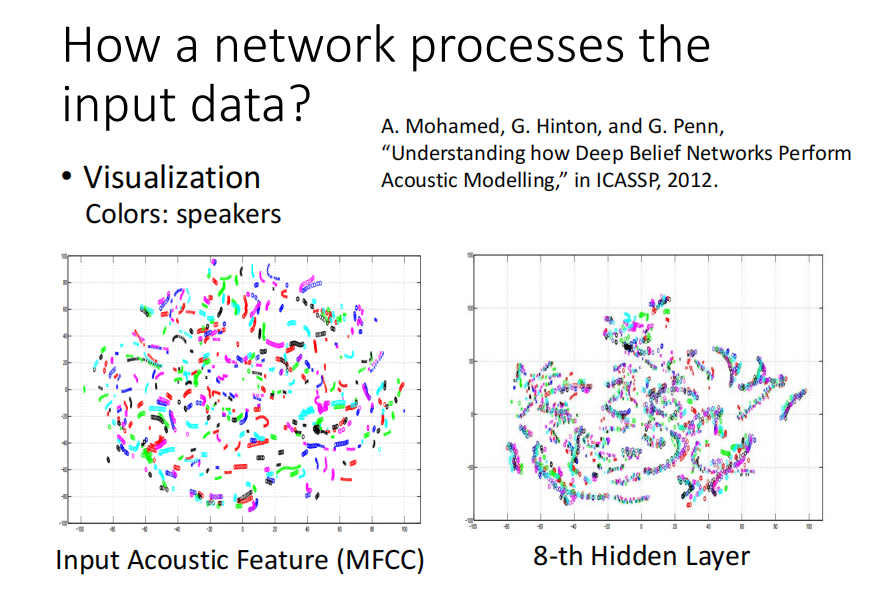 How a network processes the
input data?
A. Mohamed, G. Hinton, and G. Penn,
“Understanding how Deep Belief Networks Perform
Acoustic Modelling,” in ICASSP, 2012.
• Visualization
Colors: speakers
Input Acoustic Feature (MFCC)
8-th Hidden Layer